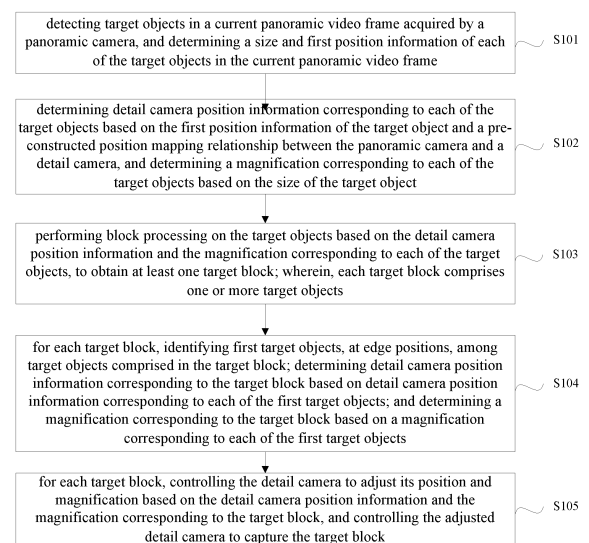 detecting target objects in a current panoramic video frame acquired by a
panoramic camera, and determining a size and first position information of each
of the target objects in the current panoramic video frame
S101
determining detail camera position information corresponding to each of the
target objects based on the first position information of the target object and a pre-
constructed position mapping relationship between the panoramic camera and a
detail camera, and determining a magnification corresponding to each of the
target objects based on the size of the target object
S102
performing block processing on the target objects based on the detail camera
position information and the magnification corresponding to each of the target
objects, to obtain at least one target block; wherein, each target block comprises
one or more target objects
S103
for each target block, identifying first target objects, at edge positions, among
target objects comprised in the target block; determining detail camera position
information corresponding to the target block based on detail camera position
information corresponding to each of the first target objects; and determining a
magnification corresponding to the target block based on a magnification
corresponding to each of the first target objects
S104
for each target block, controlling the detail camera to adjust its position and
magnification based on the detail camera position information and the
magnification corresponding to the target block, and controlling the adjusted
detail camera to capture the target block
S105